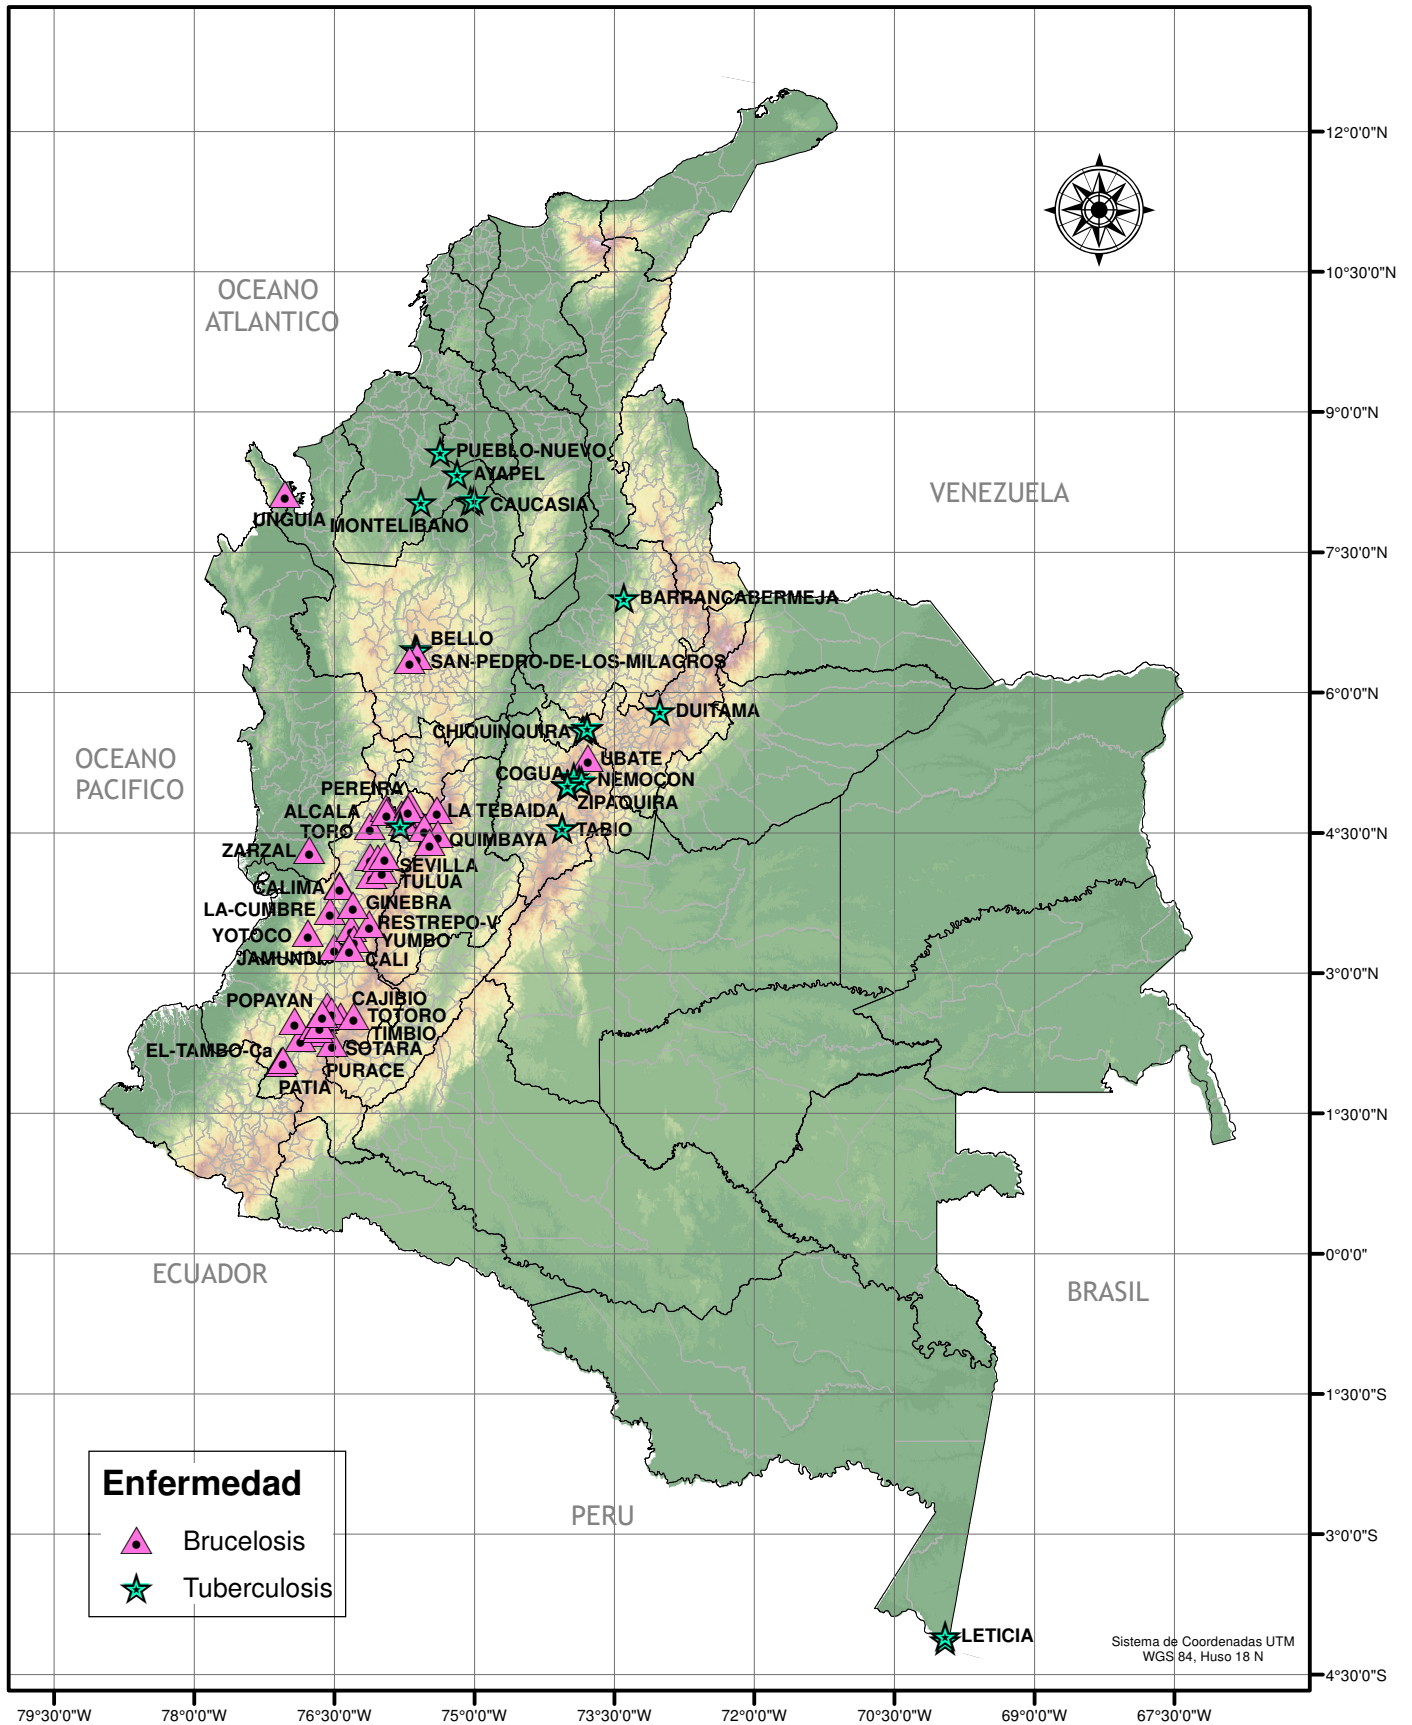 12°0'0"N
10°30'0"N
OCEANO
ATLANTICO
9°0'0"N
PUEBLO-NUEVO
AYAPEL
VENEZUELA
CAUCASIA
UNGUIA
MONTELIBANO
7°30'0"N
BARRANCABERMEJA
BELLO
SAN-PEDRO-DE-LOS-MILAGROS
6°0'0"N
DUITAMA
CHIQUINQUIRA
OCEANO
PACIFICO
UBATE
COGUA
NEMOCON
PEREIRA
ZIPAQUIRA
ALCALA
LA TEBAIDA
TORO
TABIO
4°30'0"N
QUIMBAYA
ZARZAL
SEVILLA
TULUA
CALIMA
GINEBRA
LA-CUMBRE
RESTREPO-V
YOTOCO
YUMBO
JAMUNDI
CALI
3°0'0"N
POPAYAN
CAJIBIO
TOTORO
TIMBIO
EL-TAMBO-Ca
SOTARA
PURACE
PATIA
1°30'0"N
0°0'0"
ECUADOR
BRASIL
1°30'0"S
Enfermedad
Brucelosis
Tuberculosis
PERU
3°0'0"S
LETICIA
Sistema de Coordenadas UTM
WGS 84, Huso 18 N
4°30'0"S
79°30'0"W 78°0'0"W 76°30'0"W 75°0'0"W 73°30'0"W 72°0'0"W 70°30'0"W 69°0'0"W 67°30'0"W